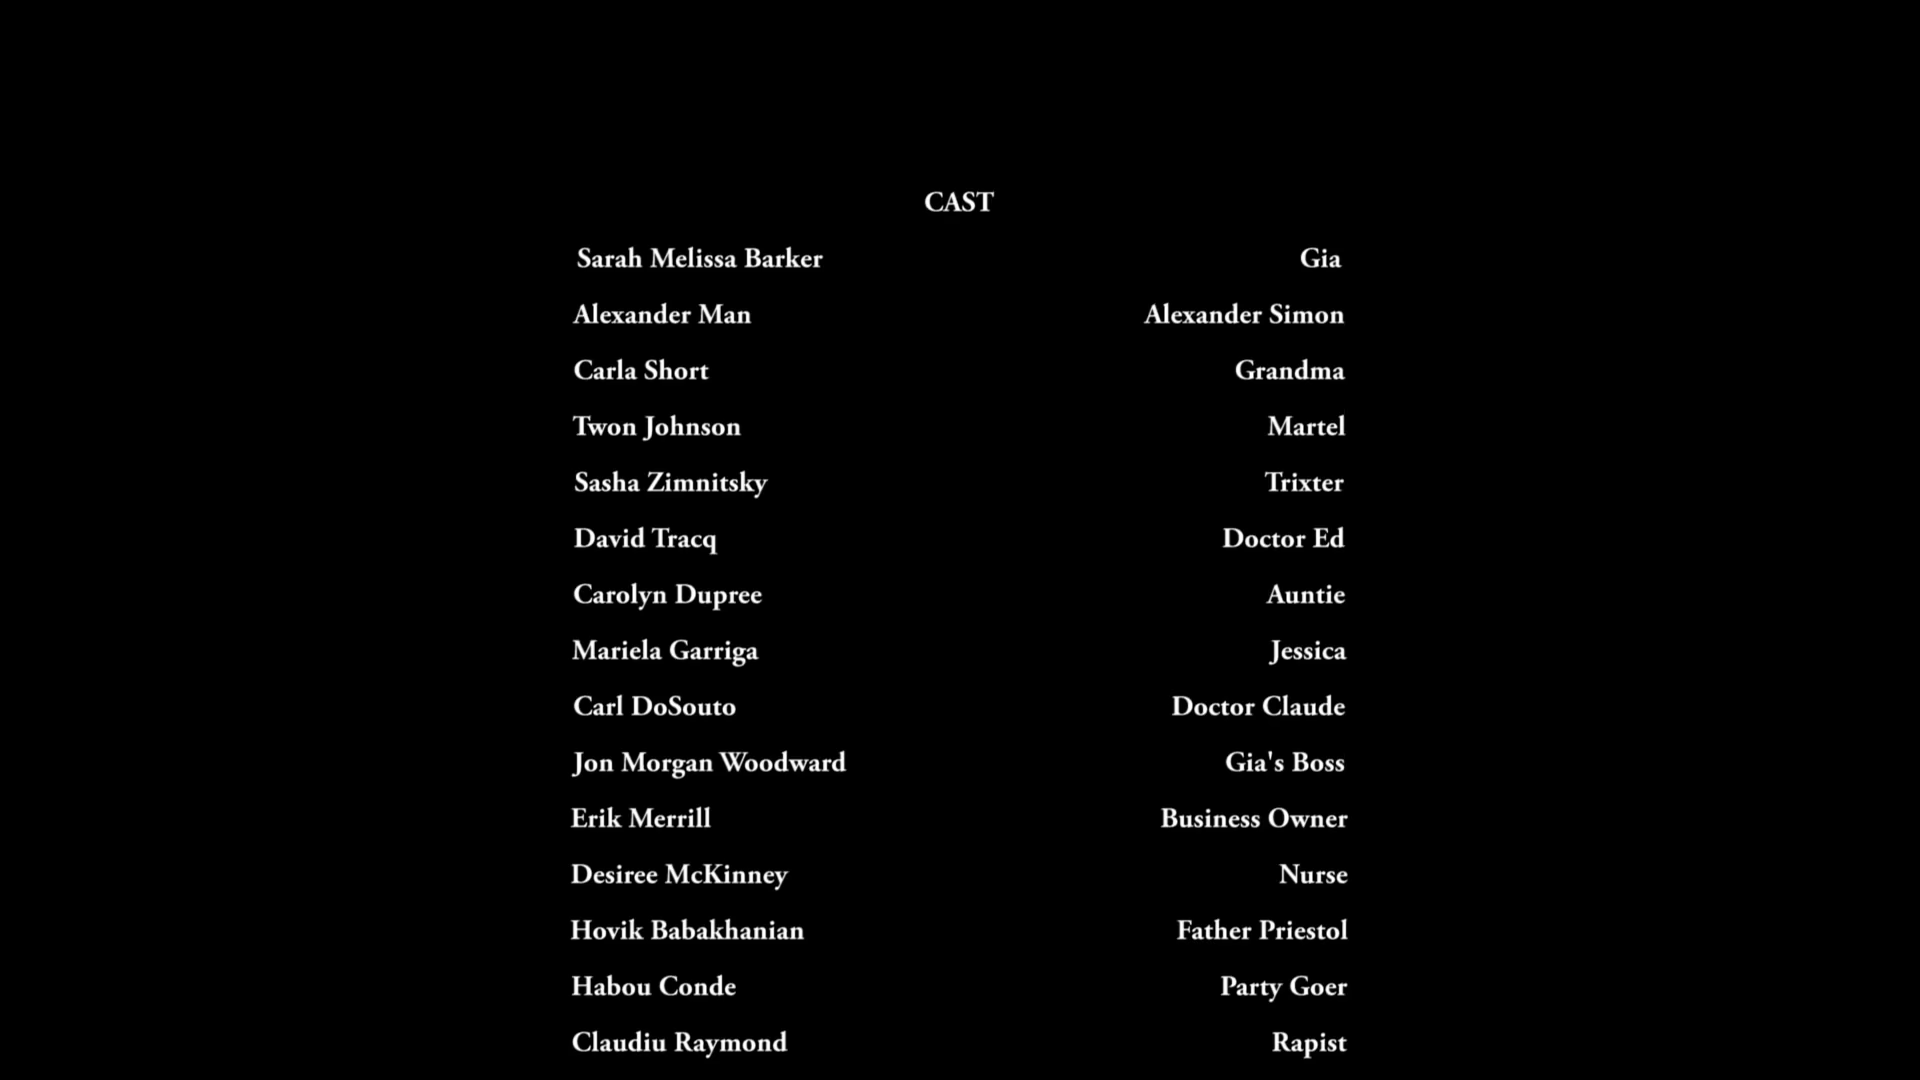 CAST
Sarah Melissa Barker Gia
Alexander Man Alexander Simon
Carla Short Grandma
Twon Johnson Martel
Sasha Zimnitsky Trixter
David Tracq Doctor Ed
Carolyn Dupree Auntie
Mariela Garriga Jessica
Carl DoSouto Doctor Claude
Jon Morgan Woodward Gia's Boss
Erik Merrill Business Owner
Desiree McKinney Nurse
Hovik Babakhanian Father Priestol
Habou Conde Party Goer
Claudiu Raymond Rapist